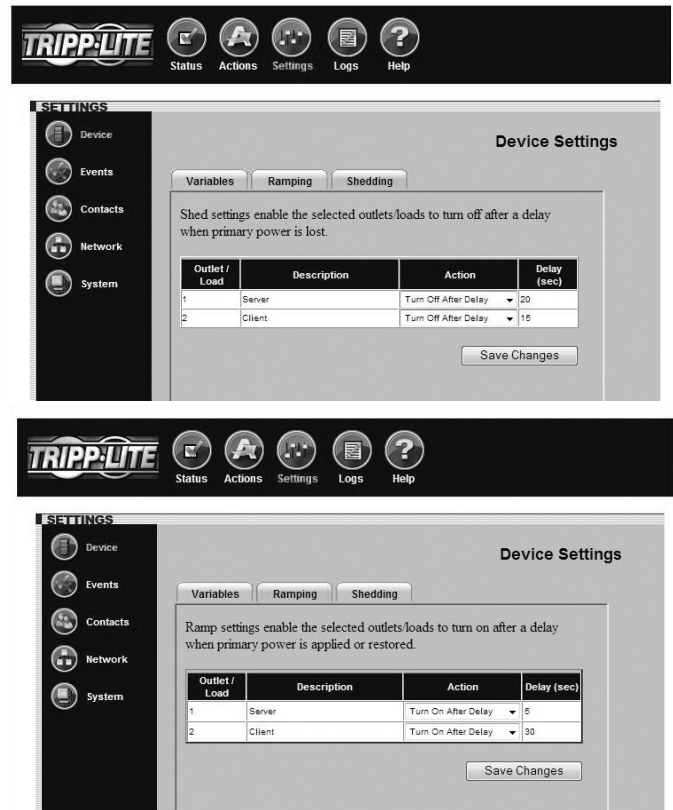 TRIPP·LITE
Status Actions Settings Logs Help
SETTINGS
Device
Events
Contacts
Network
System
Device Settings
Variables Ramping Shedding
Shed settings enable the selected outlets/loads to turn off after a delay
when primary power is lost.
Outlet / Load Description Action Delay (sec)
1 Server Turn Off After Delay 20
2 Client Turn Off After Delay 15
Save Changes
TRIPP·LITE
Status Actions Settings Logs Help
SETTINGS
Device
Events
Contacts
Network
System
Device Settings
Variables Ramping Shedding
Ramp settings enable the selected outlets/loads to turn on after a delay
when primary power is applied or restored.
Outlet / Load Description Action Delay (sec)
1 Server Turn On After Delay 5
2 Client Turn On After Delay 30
Save Changes